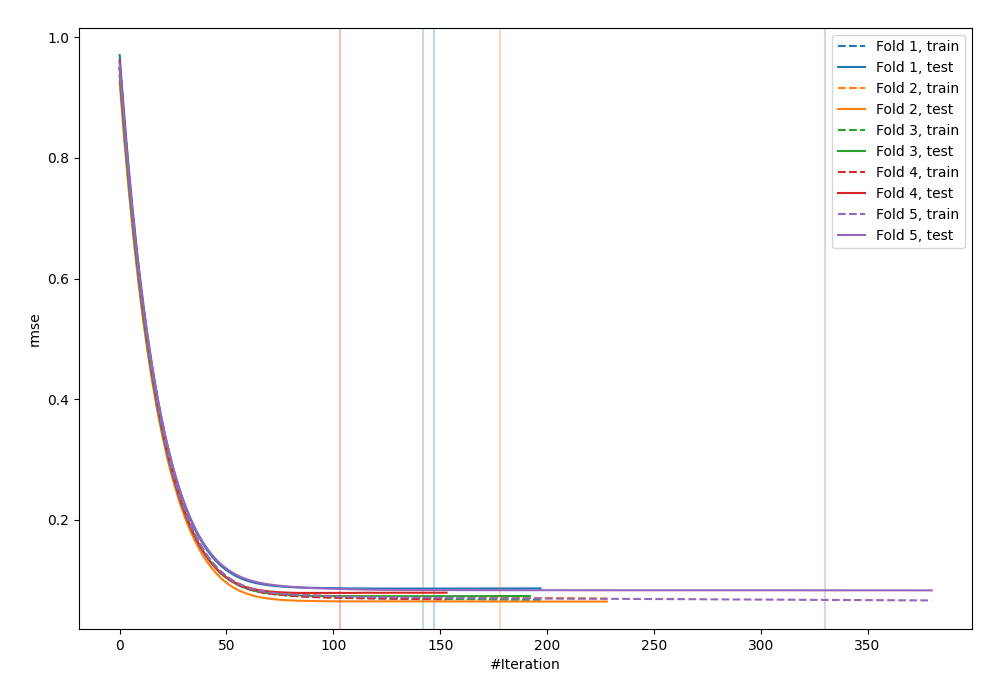 1.0
0.8
0.6
0.4
0.2
rmse
0
50
100
150
200
250
300
350
#Iteration
Fold 1, train
Fold 1, test
Fold 2, train
Fold 2, test
Fold 3, train
Fold 3, test
Fold 4, train
Fold 4, test
Fold 5, train
Fold 5, test